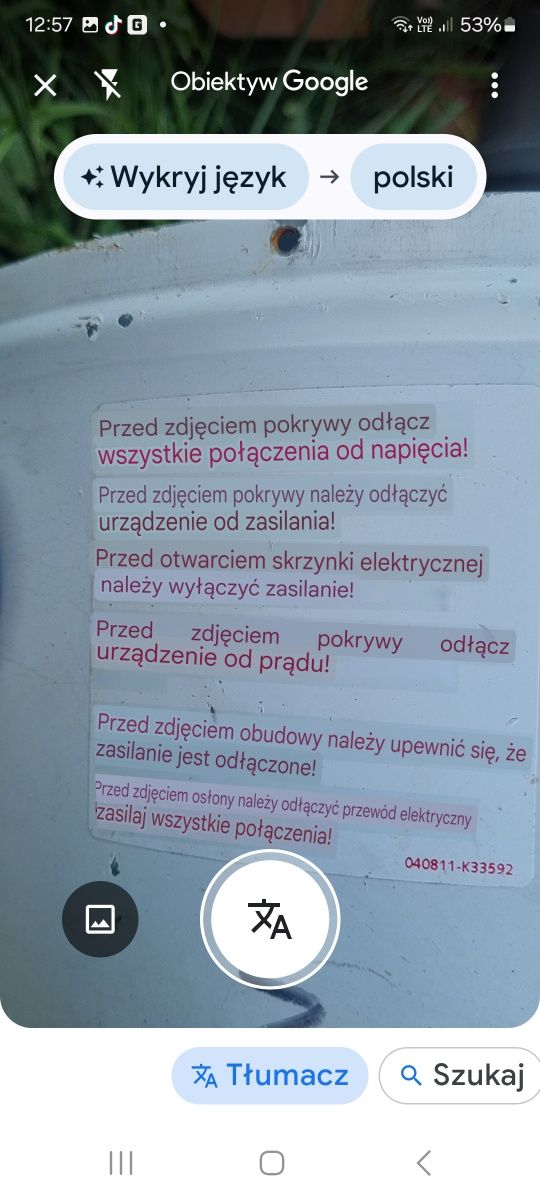 12:57
Vo))
LTE
53%
Obiektyw Google
Wykryj język → polski
Przed zdjęciem pokrywy odłącz
wszystkie połączenia od napięcia!
Przed zdjęciem pokrywy należy odłączyć
urządzenie od zasilania!
Przed otwarciem skrzynki elektrycznej
należy wyłączyć zasilanie!
Przed zdjęciem pokrywy odłącz
urządzenie od prądu!
Przed zdjęciem obudowy należy upewnić się, że
zasilanie jest odłączone!
Przed zdjęciem osłony należy odłączyć przewód elektryczny
zasilaj wszystkie połączenia!
040811-K33592
Tłumacz
Szukaj